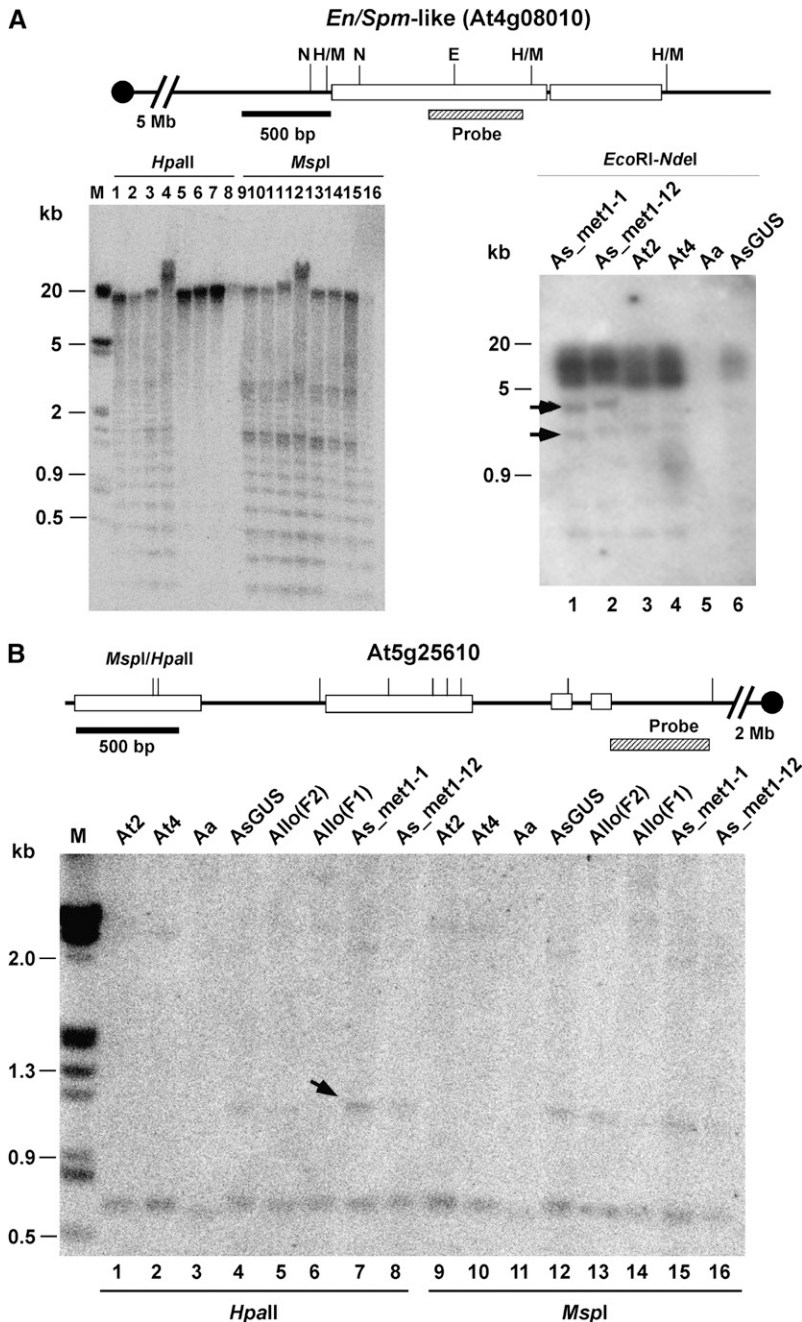 A
En/Spm-like (At4g08010)
N H/M N E H/M H/M
5 Mb
500 bp
Probe
HpaII MspI
M 1 2 3 4 5 6 7 8 9 10 11 12 13 14 15 16
kb
20
5
2
0.9
0.5
EcoRI-NdeI
As_met1-1 As_met1-12 At2 At4 Aa AsGUS
kb
20
5
0.9
1 2 3 4 5 6
B
MspI/HpaII
At5g25610
500 bp
Probe
2 Mb
M At2 At4 Aa AsGUS Allo(F2) Allo(F1) As_met1-1 As_met1-12 At2 At4 Aa AsGUS Allo(F2) Allo(F1) As_met1-1 As_met1-12
kb
2.0
1.3
0.9
0.5
1 2 3 4 5 6 7 8 9 10 11 12 13 14 15 16
HpaII MspI